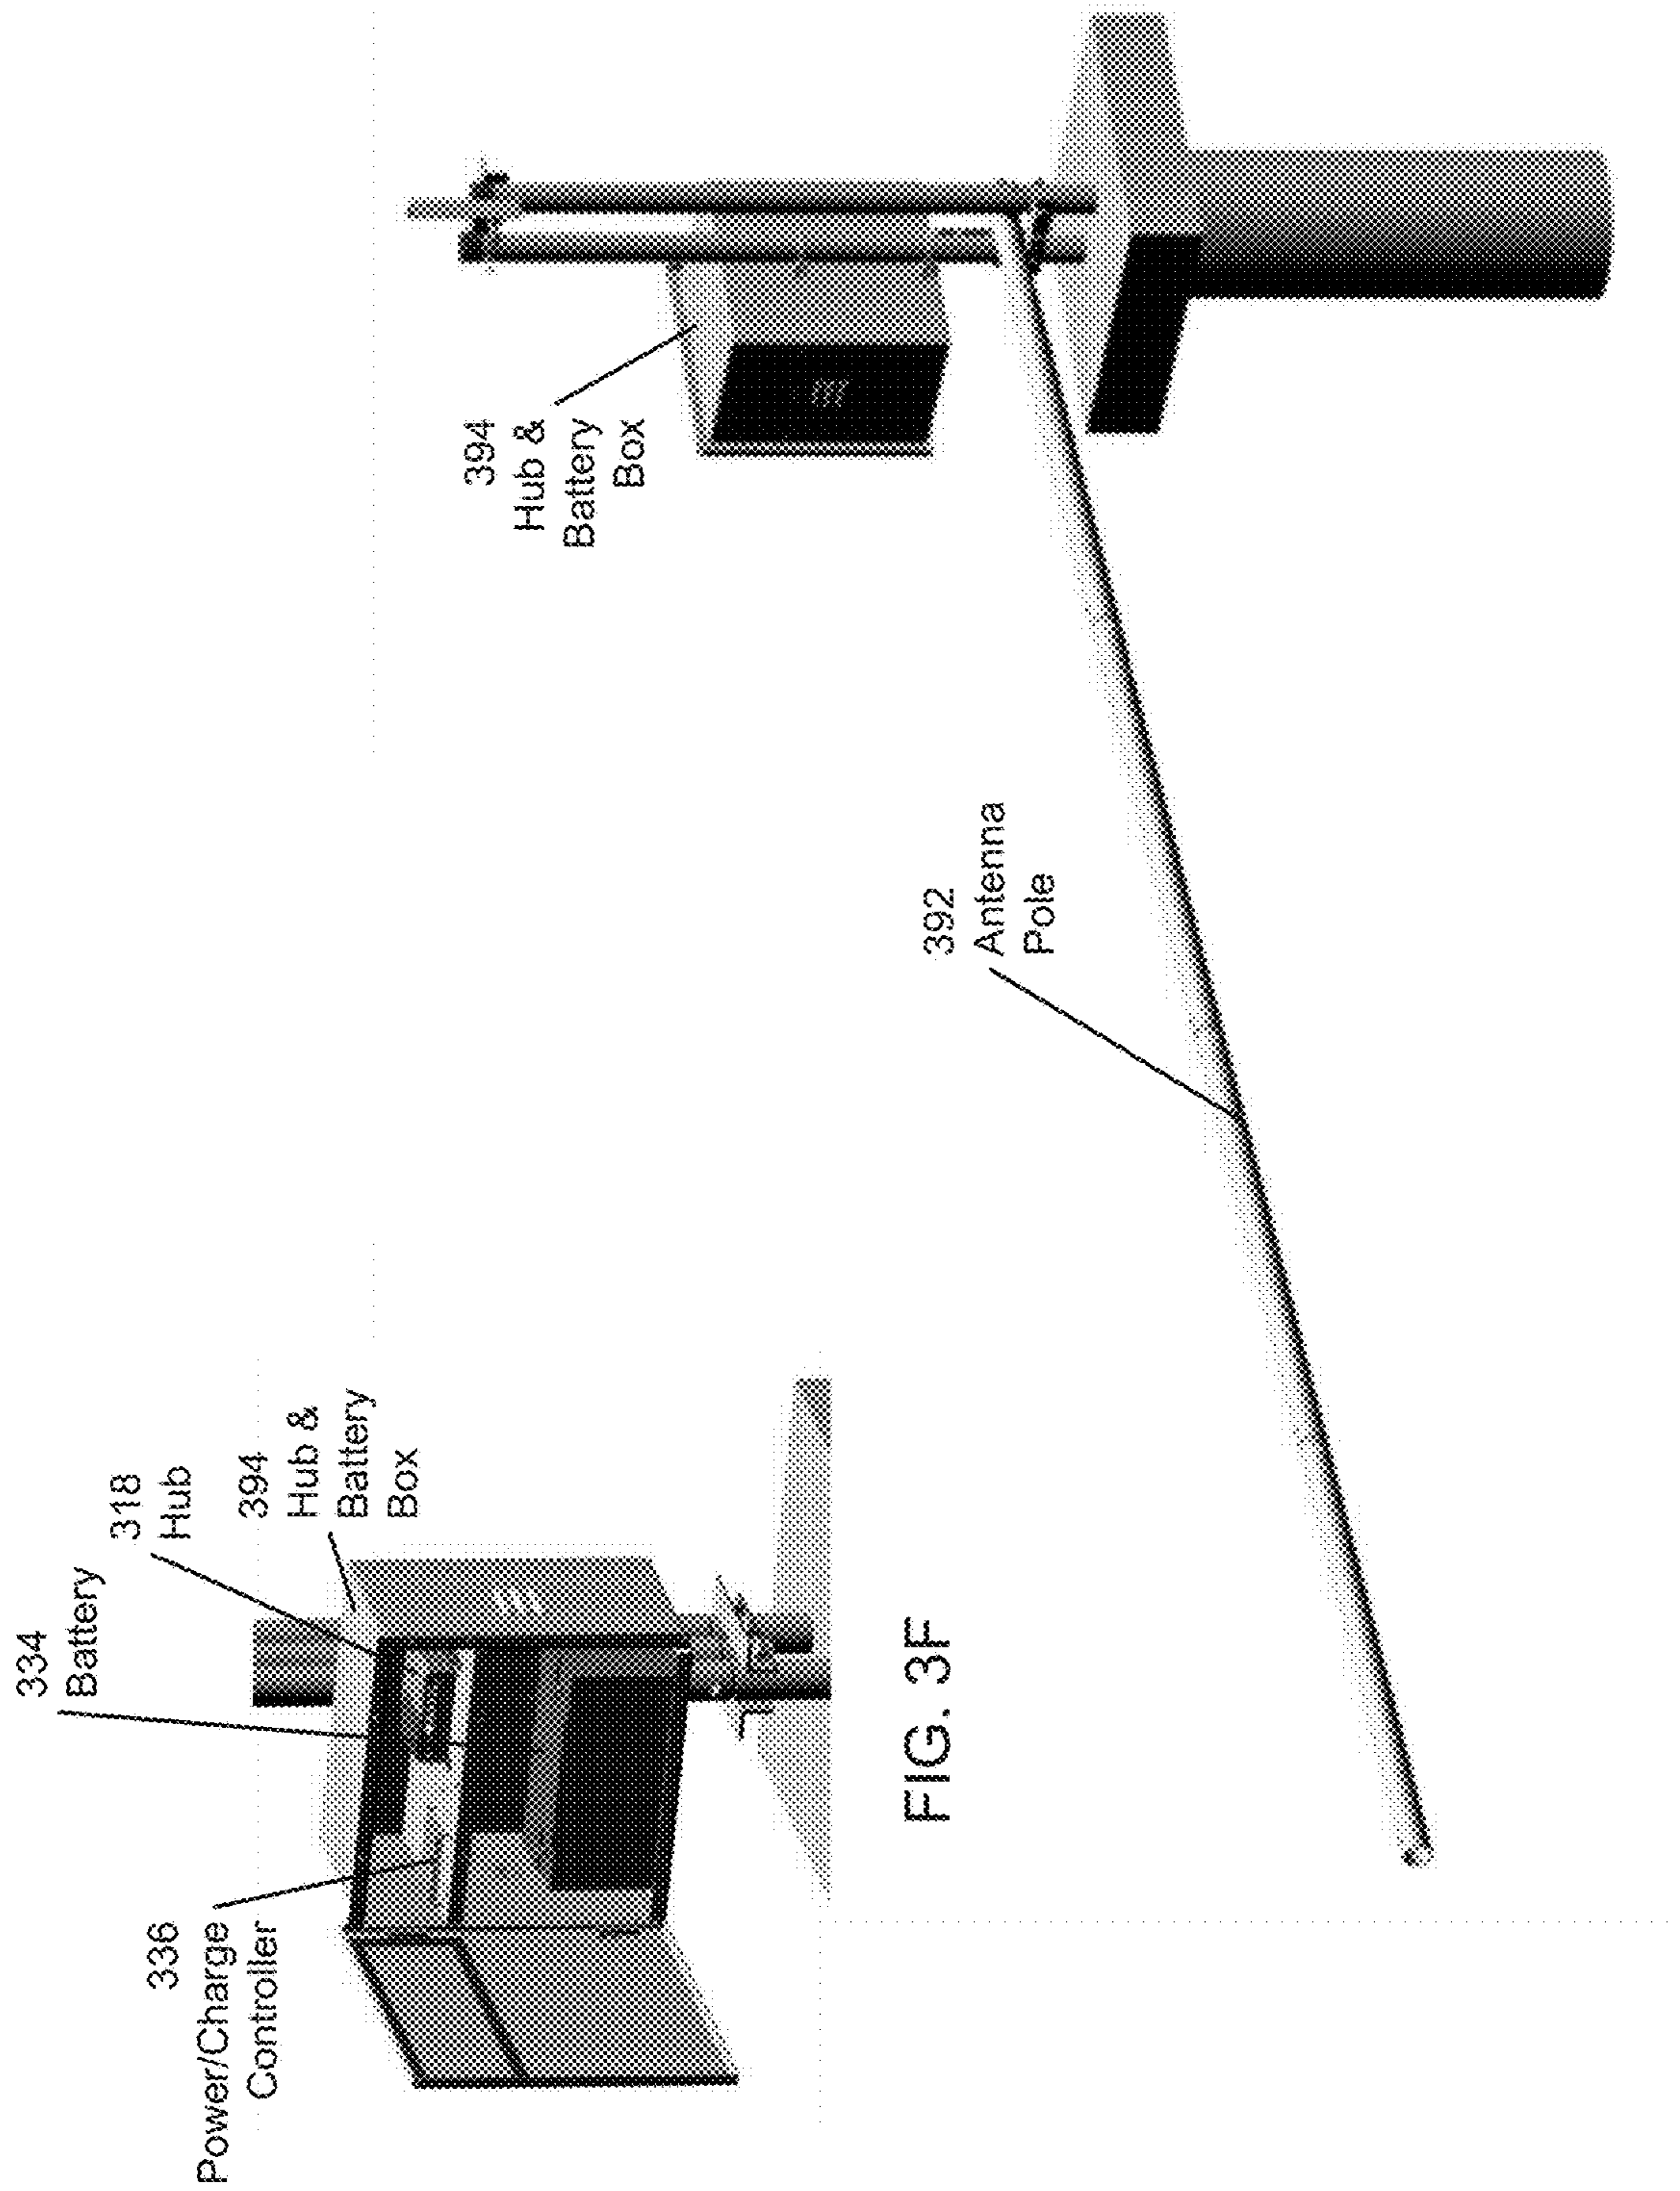 334
Battery
318
Hub
394
Hub &
Battery
Box
336
Power/Charge
Controller
FIG. 3F
394
Hub &
Battery
Box
392
Antenna
Pole